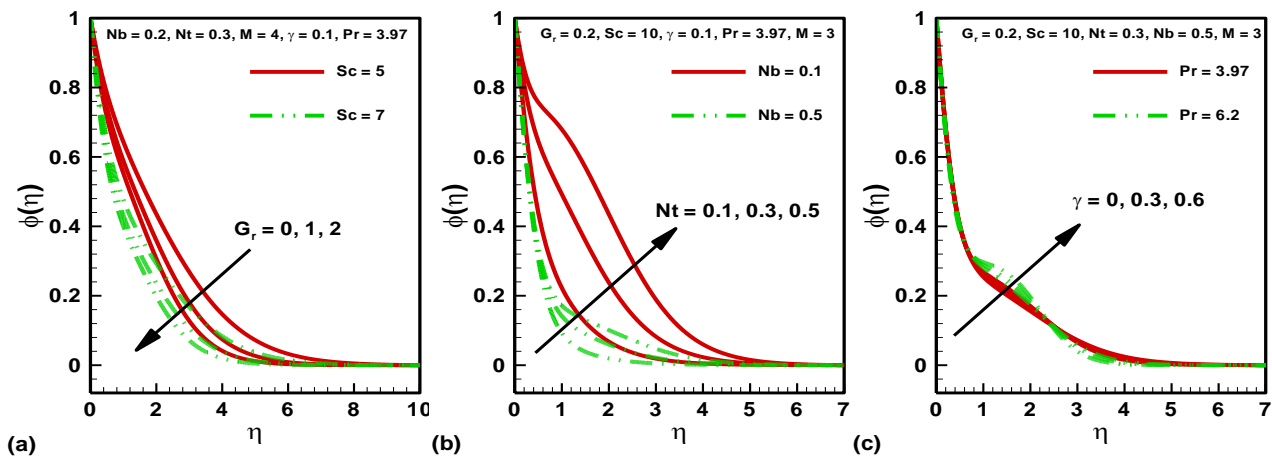 Nb = 0.2, Nt = 0.3, M = 4, γ = 0.1, Pr = 3.97
Sc = 5
Sc = 7
G_r = 0, 1, 2
ϕ(η)
1
0.8
0.6
0.4
0.2
0
0 2 4 6 8 10
η
(a)
G_r = 0.2, Sc = 10, γ = 0.1, Pr = 3.97, M = 3
Nb = 0.1
Nb = 0.5
Nt = 0.1, 0.3, 0.5
ϕ(η)
1
0.8
0.6
0.4
0.2
0
0 1 2 3 4 5 6 7
η
(b)
G_r = 0.2, Sc = 10, Nt = 0.3, Nb = 0.5, M = 3
Pr = 3.97
Pr = 6.2
γ = 0, 0.3, 0.6
ϕ(η)
1
0.8
0.6
0.4
0.2
0
0 1 2 3 4 5 6 7
η
(c)